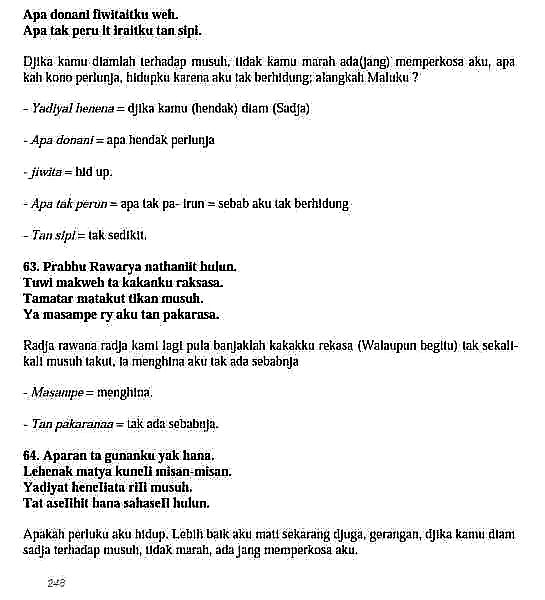 Apa donani fiwitaitku weh.
Apa tak peru it iraitku tan sipi.
Djika kamu diamlah terhadap musuh, tidak kamu marah ada(jang) memperkosa aku, apa
kah kono perlunja, hidupku karena aku tak berhidung; alangkah Maluku ?
- Yadiyal henena = djika kamu (hendak) diam (Sadja)
- Apa donani = apa hendak perlunja
- jiwita = hid up.
- Apa tak perun = apa tak pa- irun = sebab aku tak berhidung
- Tan sipi = tak sedikit.
63. Prabhu Rawarya nathaniit hulun.
Tuwi makweh ta kakanku raksasa.
Tamatar matakut tikan musuh.
Ya masampe ry aku tan pakarasa.
Radja rawana radja kami lagi pula banjaklah kakakku rekasa (Walaupun begitu) tak sekali-
kali musuh takut, ia menghina aku tak ada sebabnja
- Masampe = menghina.
- Tan pakaranaa = tak ada sebabnja.
64. Aparan ta gunanku yak hana.
Lehenak matya kuneli misan-misan.
Yadiyat heneIiata riIi musuh.
Tat aseIihit hana sahaseIl hulun.
Apakah perluku aku hidup. Lebih baik aku mati sekarang djuga, gerangan, djika kamu diam
sadja terhadap musuh, tidak marah, ada jang memperkosa aku.
248